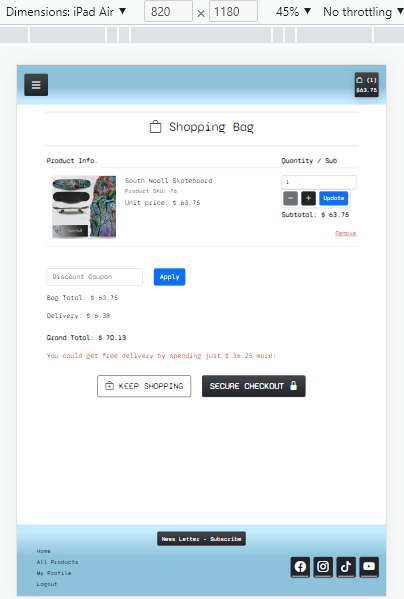 Dimensions: iPad Air ▼ 820 × 1180 45% ▼ No throttling ▼
(1)
$63.75
Shopping Bag
Product Info. Quantity / Sub
South Noall Skateboard
Product SKU: 76
Unit price: $ 63.75
1
− + Update
Subtotal: $ 63.75
Remove
Discount Coupon Apply
Bag Total: $ 63.75
Delivery: $ 6.38
Grand Total: $ 70.13
You could get free delivery by spending just $ 36.25 more!
KEEP SHOPPING SECURE CHECKOUT
News Letter - Subscribe
Home
All Products
My Profile
Logout